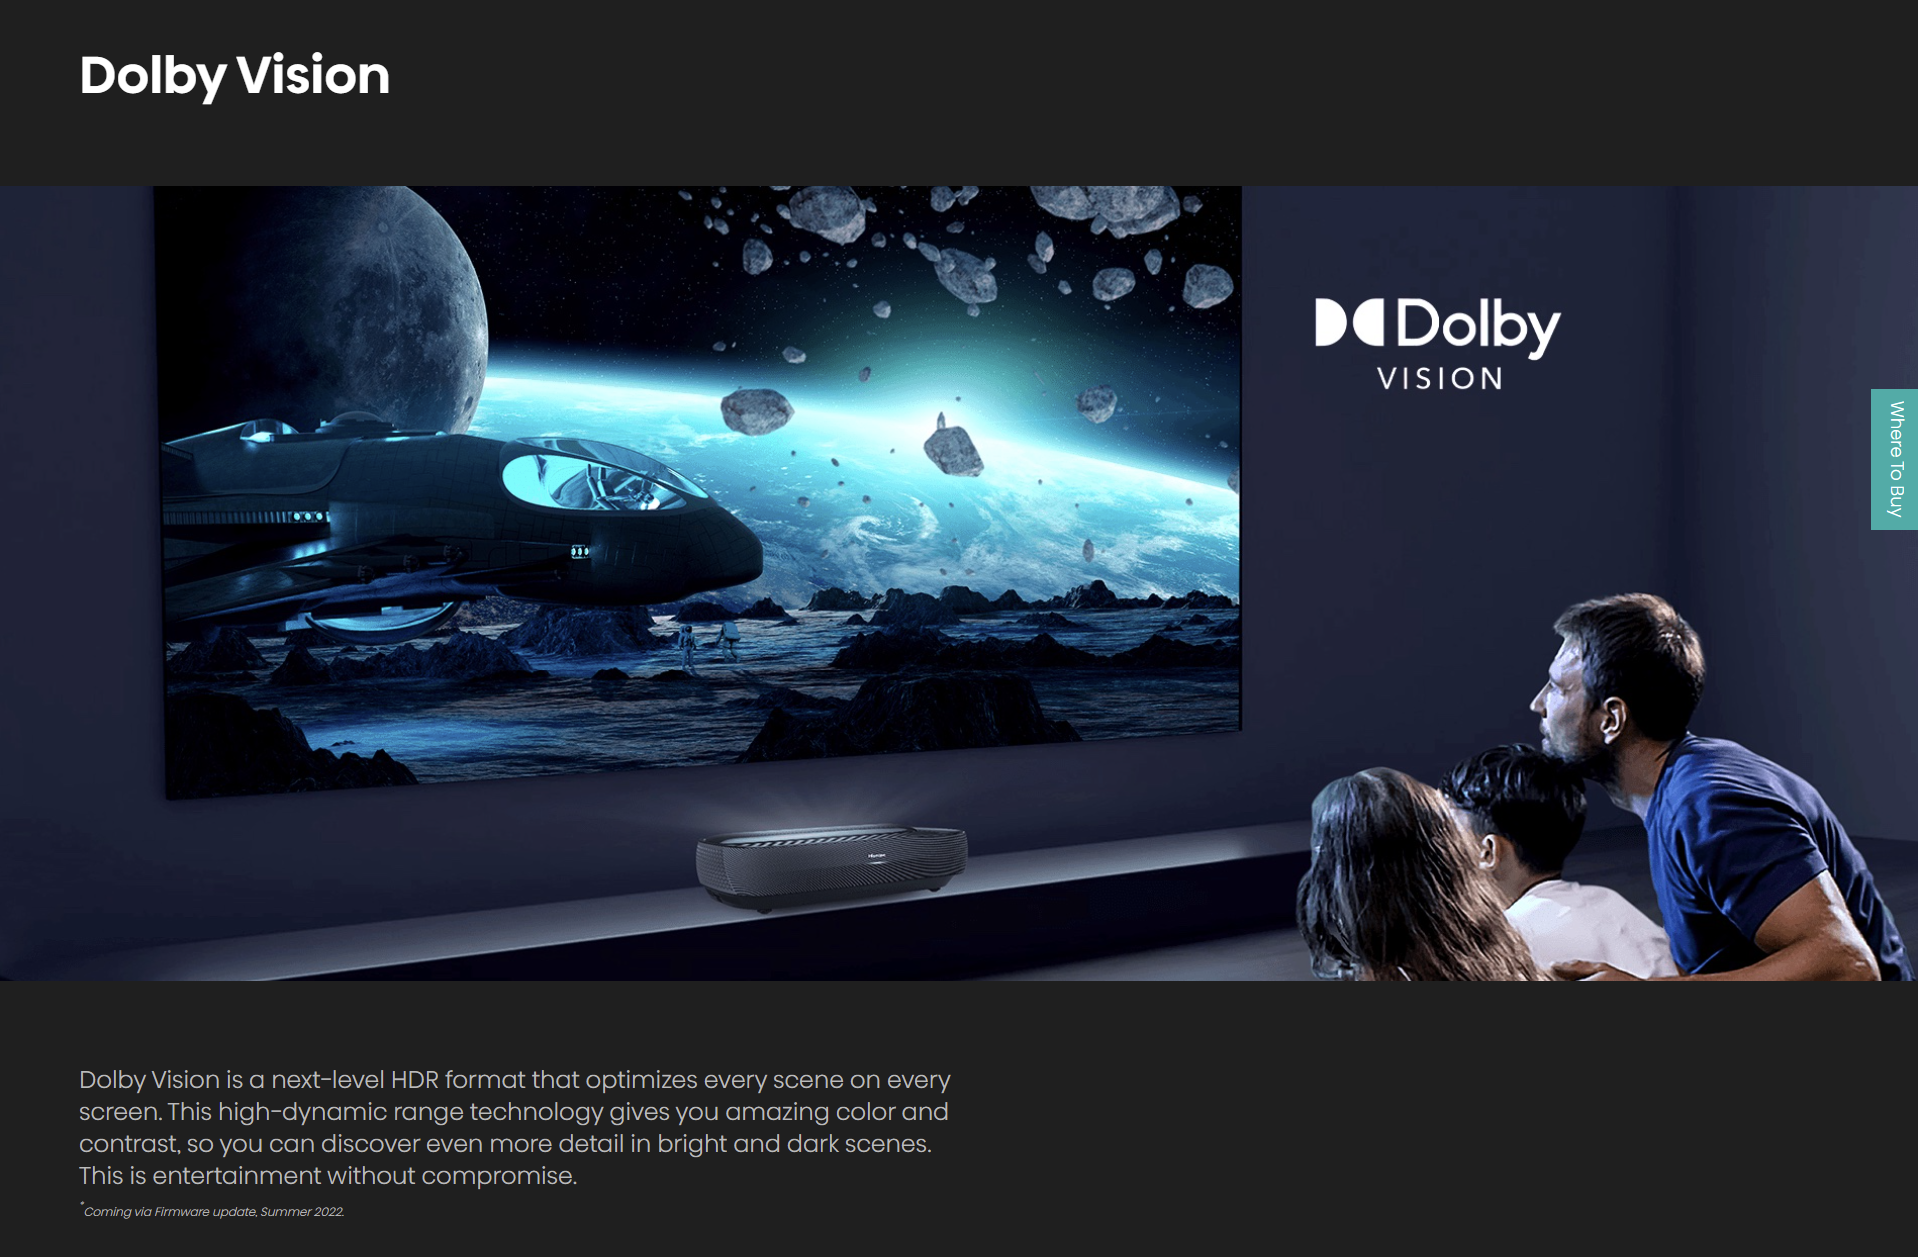 Dolby Vision
Dolby
VISION
Where To Buy
Hisense
Dolby Vision is a next-level HDR format that optimizes every scene on every
screen. This high-dynamic range technology gives you amazing color and
contrast, so you can discover even more detail in bright and dark scenes.
This is entertainment without compromise.
*Coming via Firmware update, Summer 2022.